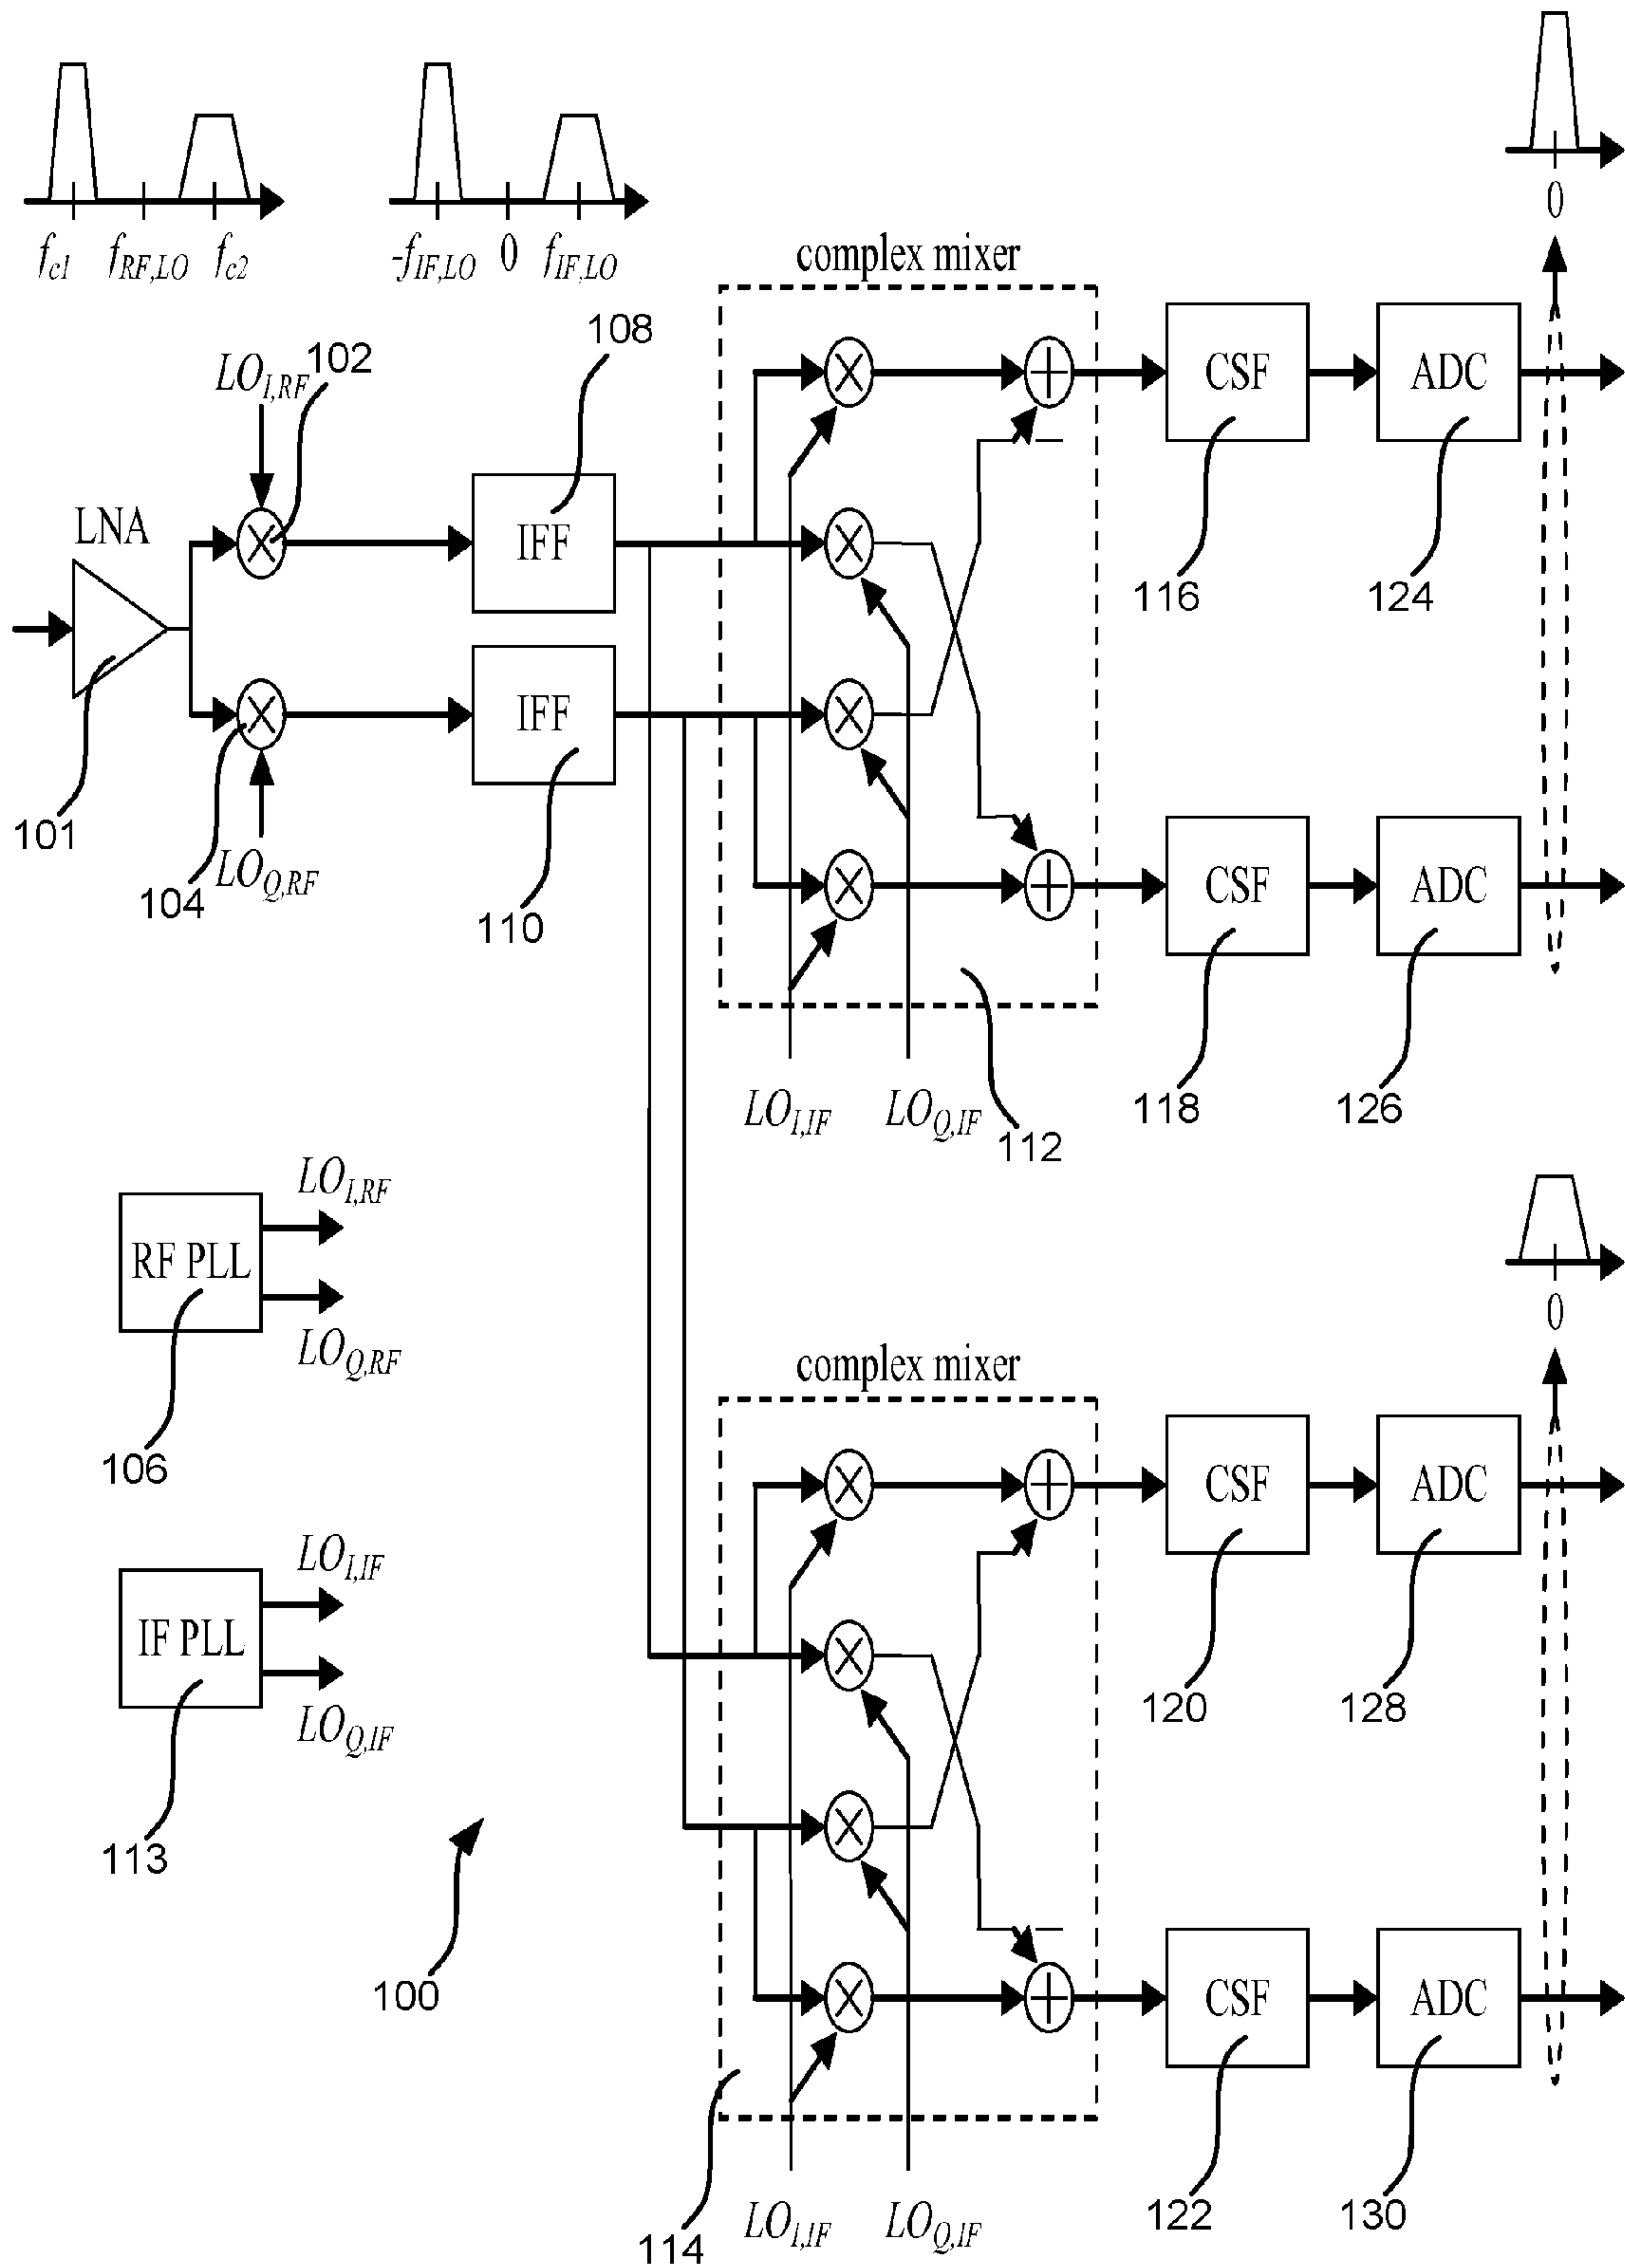 0
f_c1 f_RF,LO f_c2
-f_IF,LO 0 f_IF,LO
complex mixer
108
LO_I,RF 102
CSF ADC
LNA
IFF
116 124
IFF
101
LO_Q,RF
104
110
CSF ADC
LO_I,IF LO_Q,IF
112
118 126
LO_I,RF
RF PLL
LO_Q,RF
106
0
complex mixer
CSF ADC
LO_I,IF
IF PLL
LO_Q,IF
113
120 128
100
CSF ADC
114
LO_I,IF LO_Q,IF
122 130